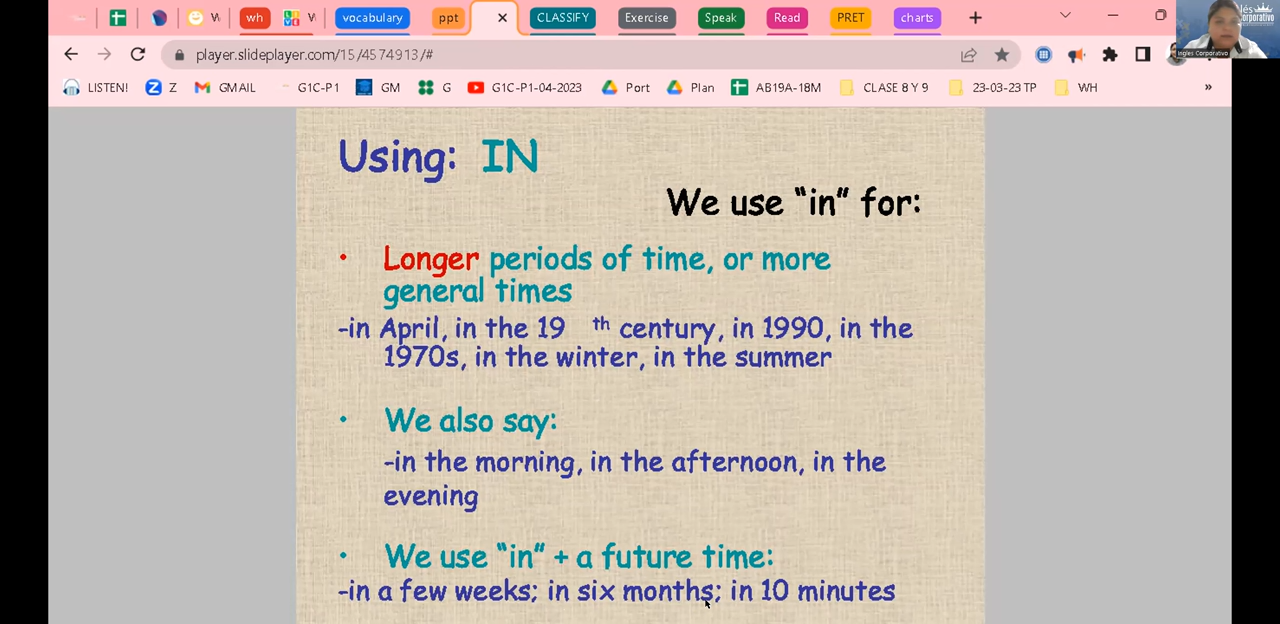 wh
vocabulary
ppt
CLASSIFY
Exercise
Speak
Read
PRET
charts
player.slideplayer.com/15/4574913/#
LISTEN!
Z
GMAIL
G1C-P1
GM
G
G1C-P1-04-2023
Port
Plan
AB19A-18M
CLASE 8 Y 9
23-03-23 TP
WH
»
Ingles Corporativo
Using: IN
We use “in” for:
• Longer periods of time, or more
general times
-in April, in the 19 th century, in 1990, in the
1970s, in the winter, in the summer
• We also say:
-in the morning, in the afternoon, in the
evening
• We use “in” + a future time:
-in a few weeks; in six months; in 10 minutes